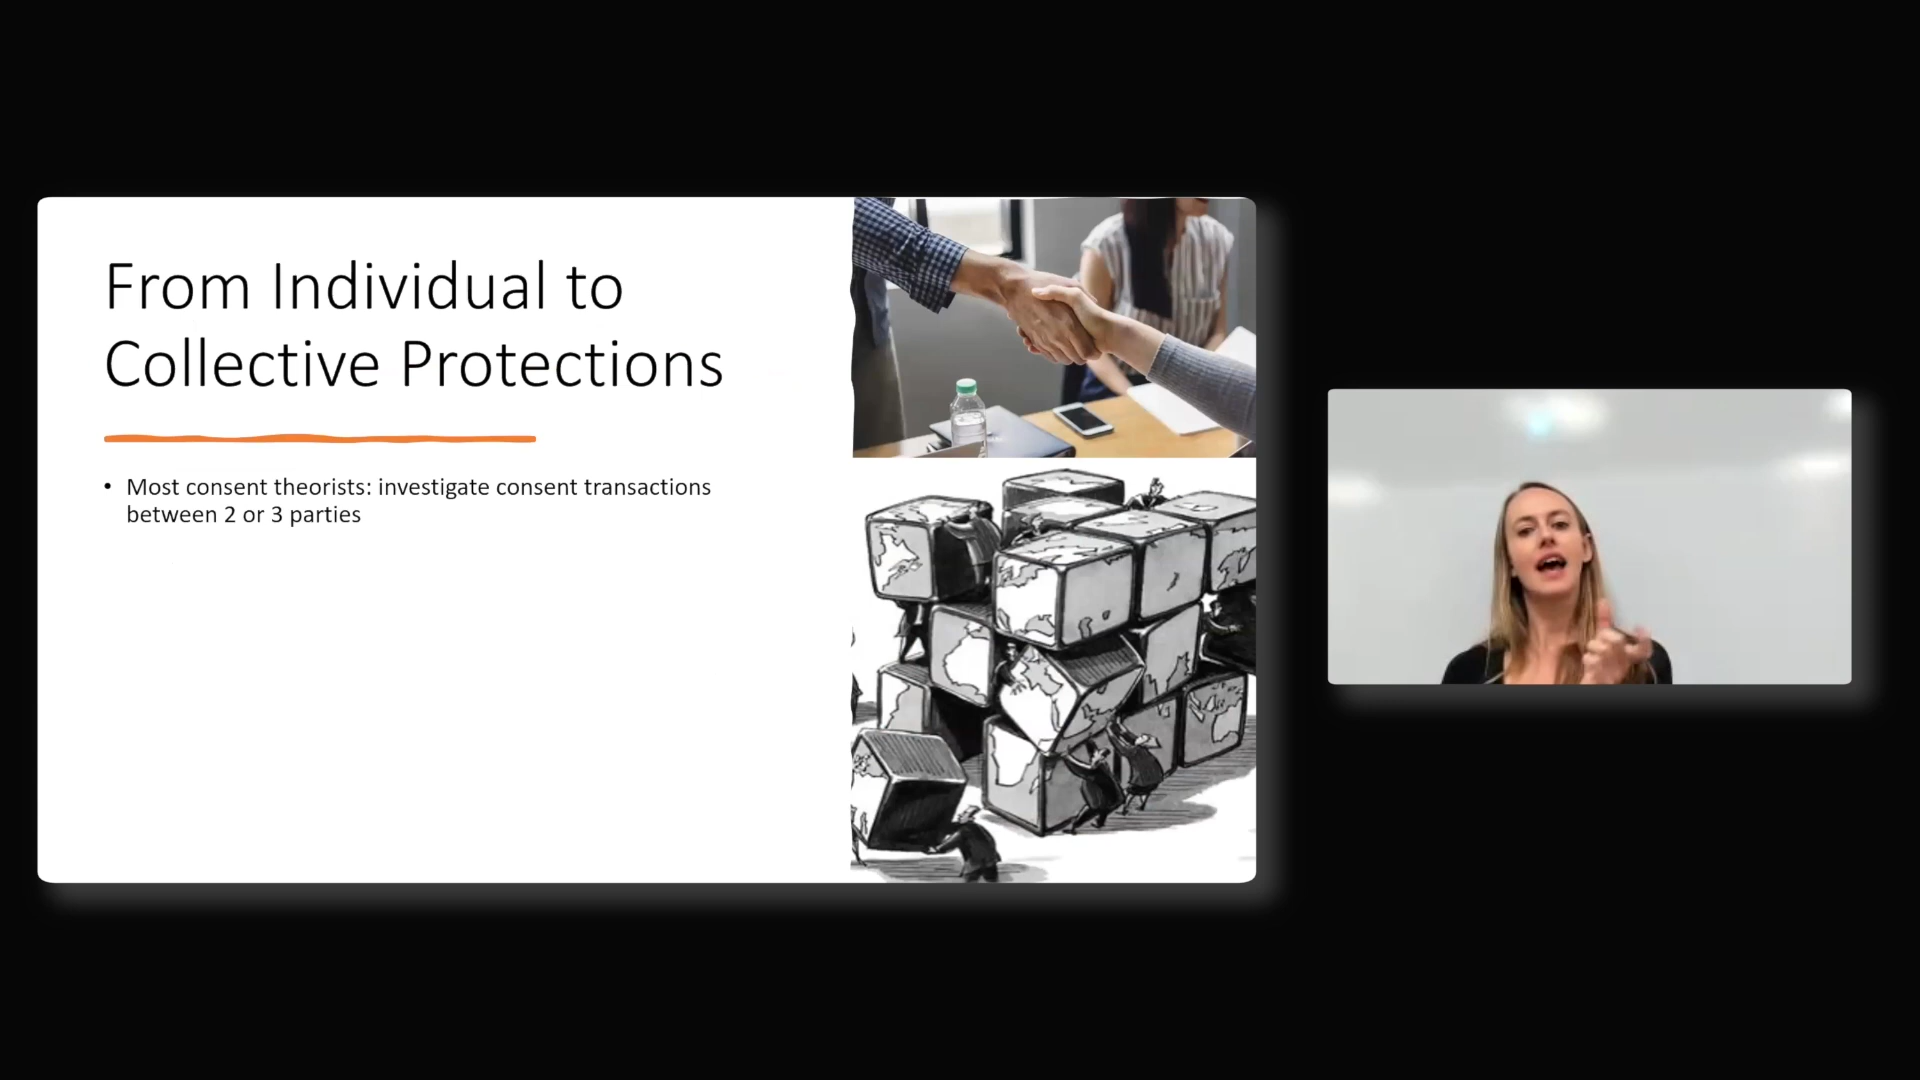 From Individual to
Collective Protections
• Most consent theorists: investigate consent transactions
between 2 or 3 parties